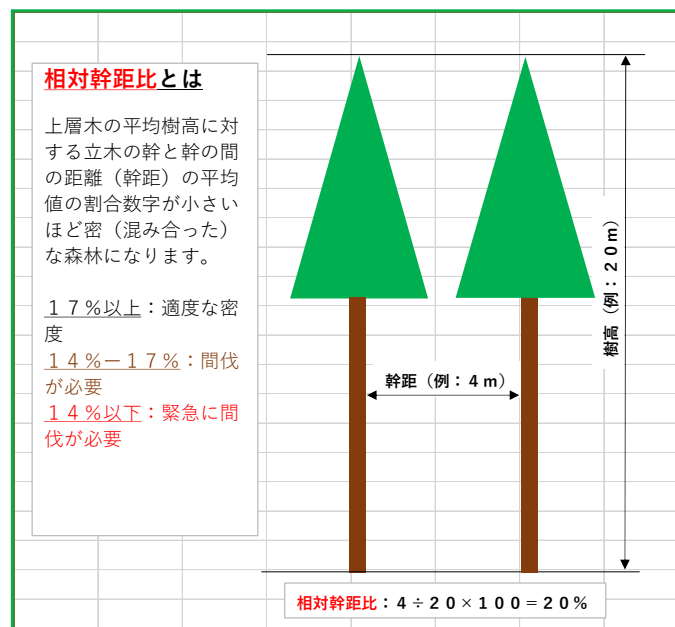 相対幹距比とは
上層木の平均樹高に対
する立木の幹と幹の間
の距離（幹距）の平均
値の割合数字が小さい
ほど密（混み合った）
な森林になります。
１７％以上：適度な密
度
１４％ー１７％：間伐
が必要
１４％以下：緊急に間
伐が必要
幹距（例：４ｍ）
樹高（例：２０ｍ）
相対幹距比：４÷２０×１００＝２０％